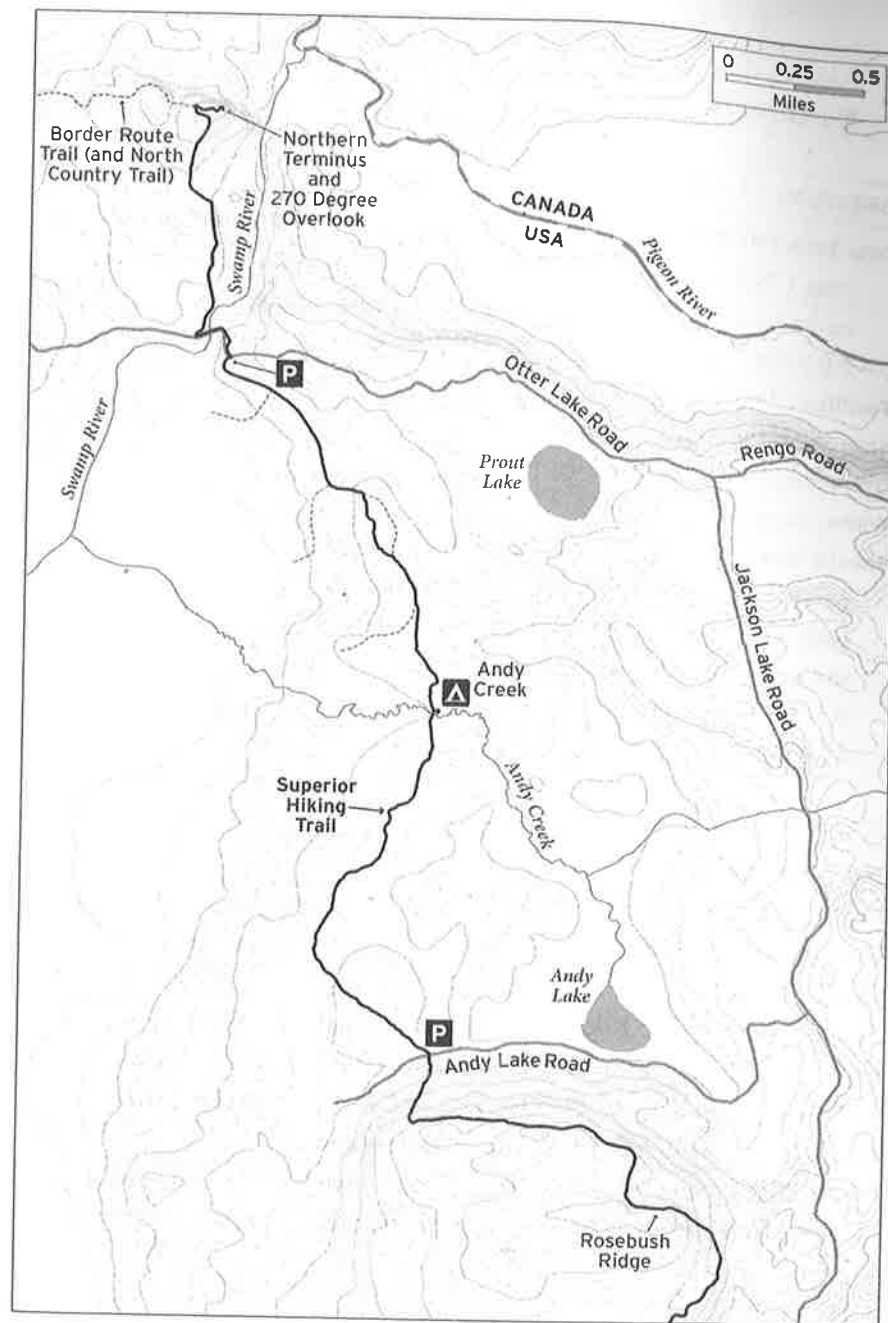 0 0.25 0.5
Miles
Border Route
Trail (and North
Country Trail)
Northern
Terminus
and
270 Degree
Overlook
Swamp River
CANADA
USA
Pigeon River
P
Otter Lake Road
Rengo Road
Swamp River
Prout
Lake
Jackson Lake Road
Andy
Creek
Superior
Hiking
Trail
Andy Creek
Andy
Lake
P
Andy Lake Road
Rosebush
Ridge